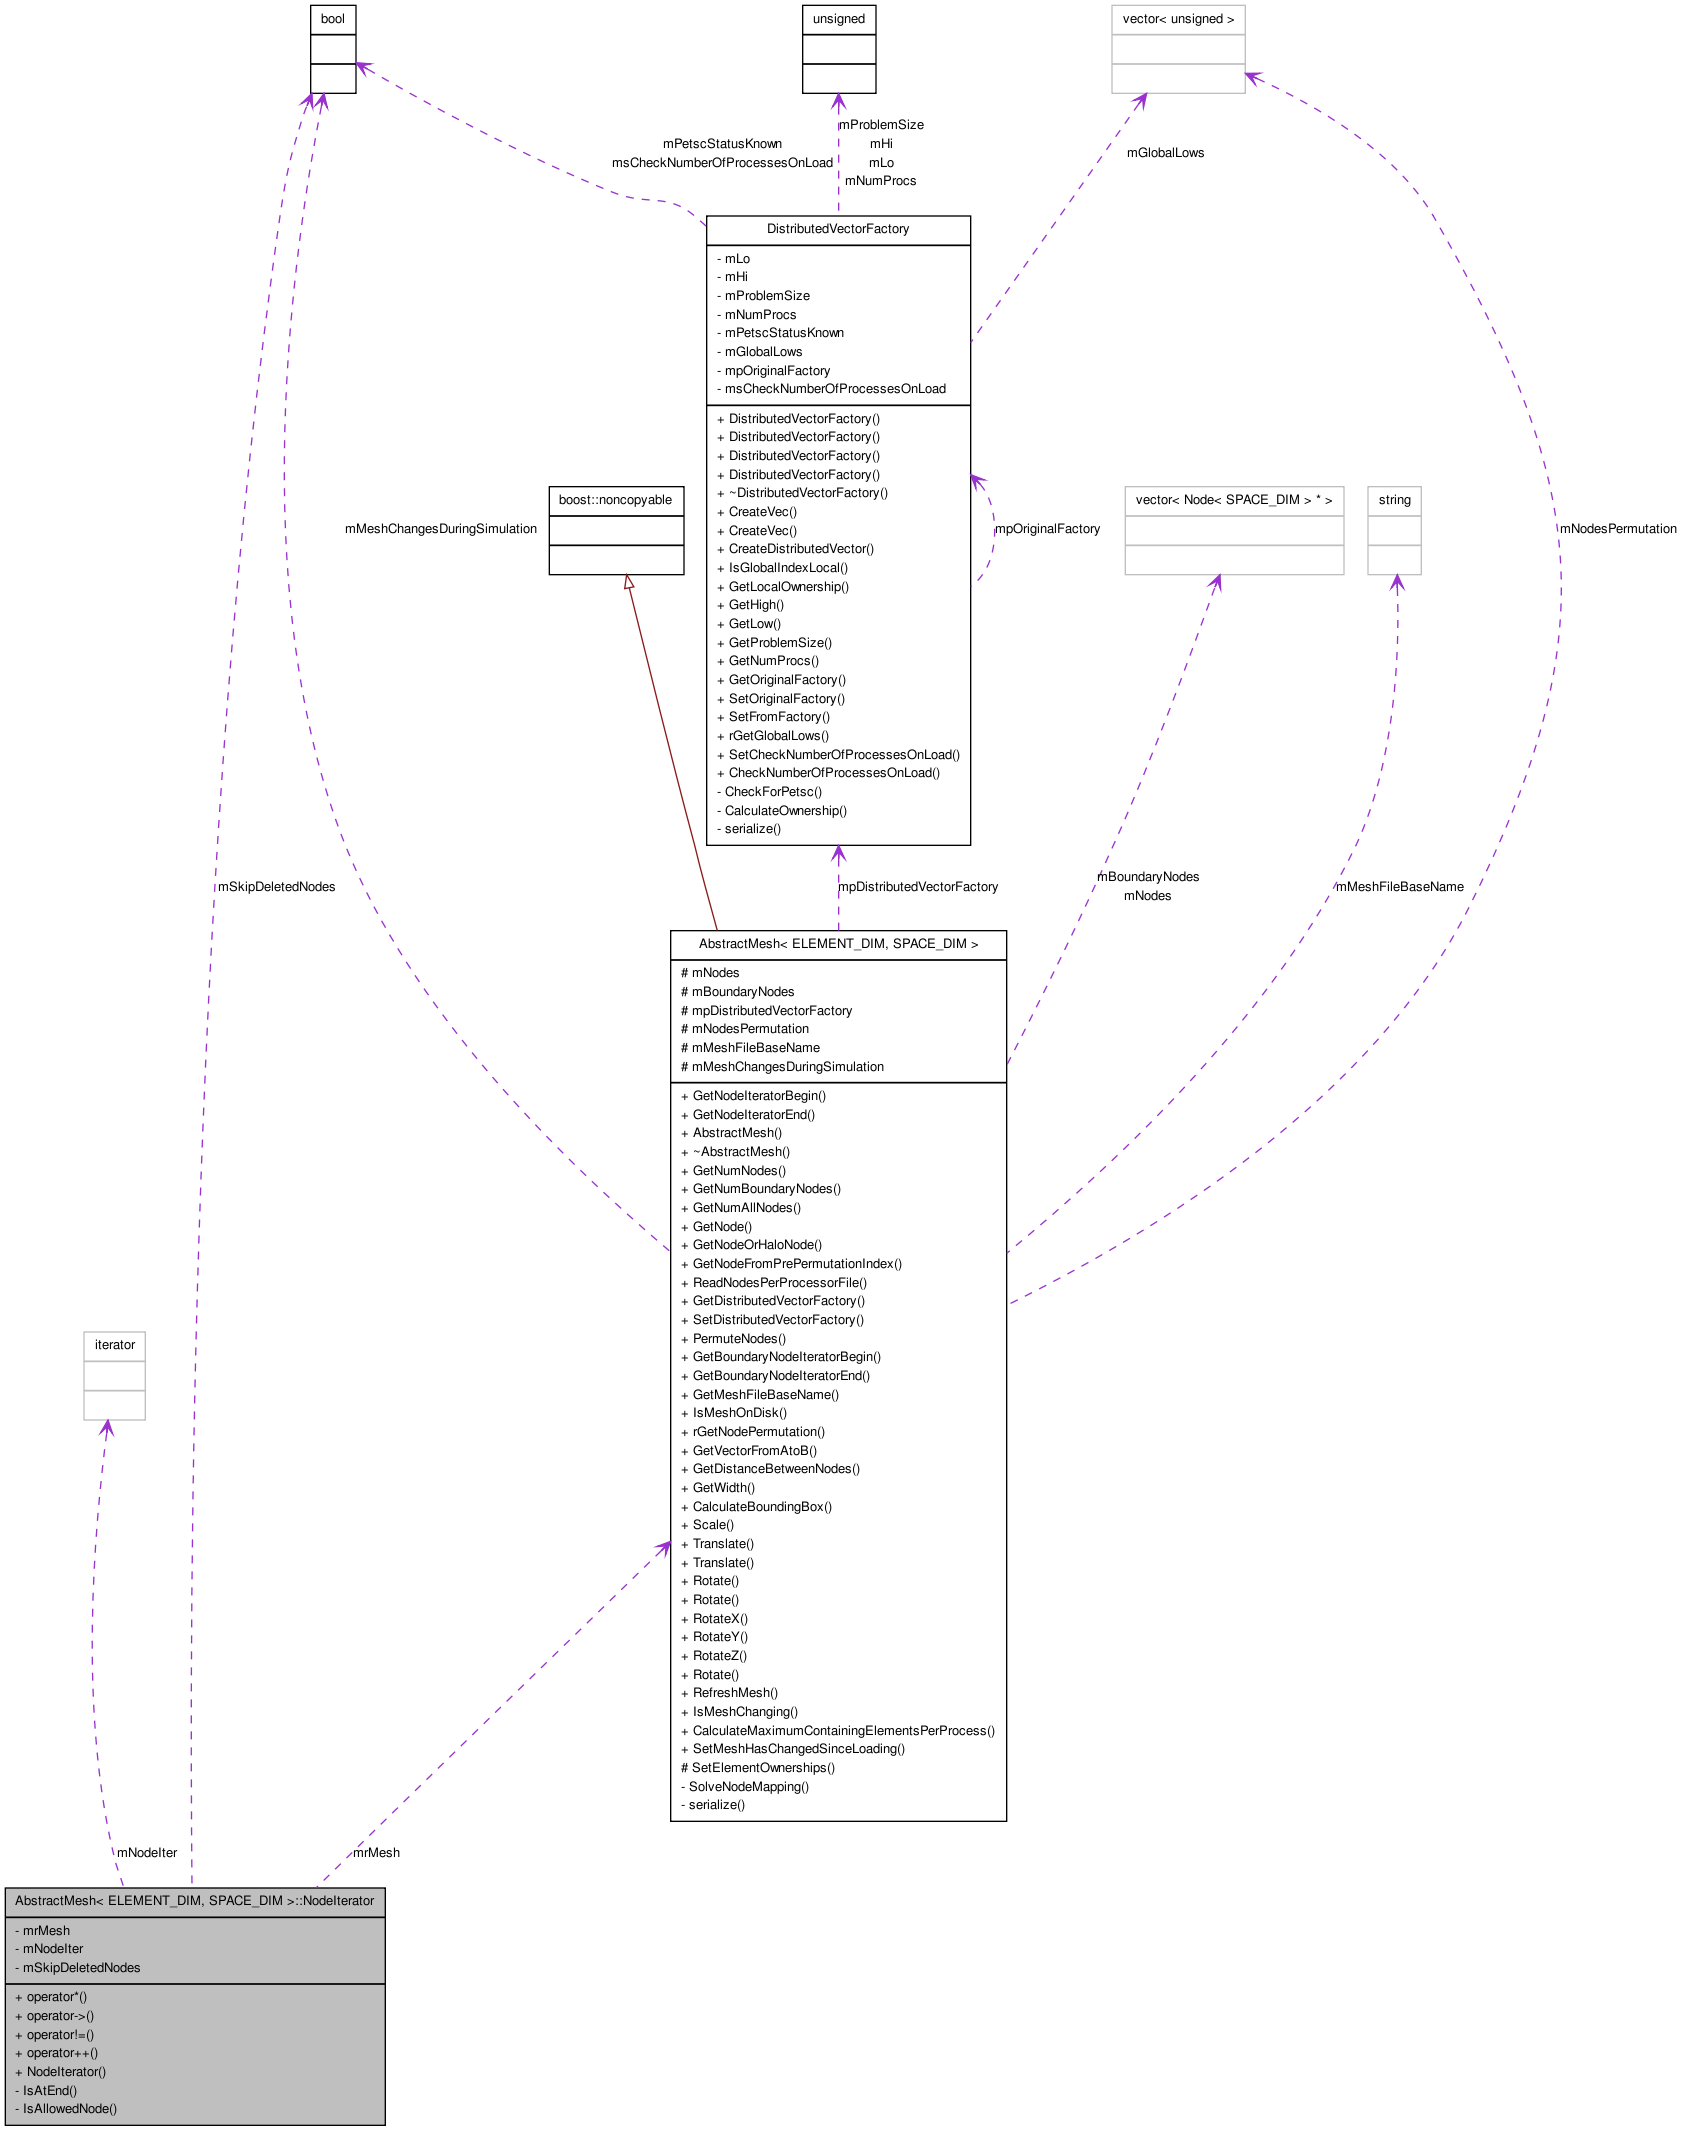 bool
unsigned
vector< unsigned >
mProblemSize
mHi
mLo
mNumProcs
mPetscStatusKnown
msCheckNumberOfProcessesOnLoad
mGlobalLows
DistributedVectorFactory
- mLo
- mHi
- mProblemSize
- mNumProcs
- mPetscStatusKnown
- mGlobalLows
- mpOriginalFactory
- msCheckNumberOfProcessesOnLoad
+ DistributedVectorFactory()
+ DistributedVectorFactory()
+ DistributedVectorFactory()
+ DistributedVectorFactory()
+ ~DistributedVectorFactory()
+ CreateVec()
+ CreateVec()
+ CreateDistributedVector()
+ IsGlobalIndexLocal()
+ GetLocalOwnership()
+ GetHigh()
+ GetLow()
+ GetProblemSize()
+ GetNumProcs()
+ GetOriginalFactory()
+ SetOriginalFactory()
+ SetFromFactory()
+ rGetGlobalLows()
+ SetCheckNumberOfProcessesOnLoad()
+ CheckNumberOfProcessesOnLoad()
- CheckForPetsc()
- CalculateOwnership()
- serialize()
boost::noncopyable
vector< Node< SPACE_DIM > * >
string
mMeshChangesDuringSimulation
mpOriginalFactory
mNodesPermutation
mSkipDeletedNodes
mpDistributedVectorFactory
mBoundaryNodes
mNodes
mMeshFileBaseName
AbstractMesh< ELEMENT_DIM, SPACE_DIM >
# mNodes
# mBoundaryNodes
# mpDistributedVectorFactory
# mNodesPermutation
# mMeshFileBaseName
# mMeshChangesDuringSimulation
+ GetNodeIteratorBegin()
+ GetNodeIteratorEnd()
+ AbstractMesh()
+ ~AbstractMesh()
+ GetNumNodes()
+ GetNumBoundaryNodes()
+ GetNumAllNodes()
+ GetNode()
+ GetNodeOrHaloNode()
+ GetNodeFromPrePermutationIndex()
+ ReadNodesPerProcessorFile()
+ GetDistributedVectorFactory()
+ SetDistributedVectorFactory()
+ PermuteNodes()
+ GetBoundaryNodeIteratorBegin()
+ GetBoundaryNodeIteratorEnd()
+ GetMeshFileBaseName()
+ IsMeshOnDisk()
+ rGetNodePermutation()
+ GetVectorFromAtoB()
+ GetDistanceBetweenNodes()
+ GetWidth()
+ CalculateBoundingBox()
+ Scale()
+ Translate()
+ Translate()
+ Rotate()
+ Rotate()
+ RotateX()
+ RotateY()
+ RotateZ()
+ Rotate()
+ RefreshMesh()
+ IsMeshChanging()
+ CalculateMaximumContainingElementsPerProcess()
+ SetMeshHasChangedSinceLoading()
# SetElementOwnerships()
- SolveNodeMapping()
- serialize()
iterator
mNodeIter
mrMesh
AbstractMesh< ELEMENT_DIM, SPACE_DIM >::NodeIterator
- mrMesh
- mNodeIter
- mSkipDeletedNodes
+ operator*()
+ operator->()
+ operator!=()
+ operator++()
+ NodeIterator()
- IsAtEnd()
- IsAllowedNode()